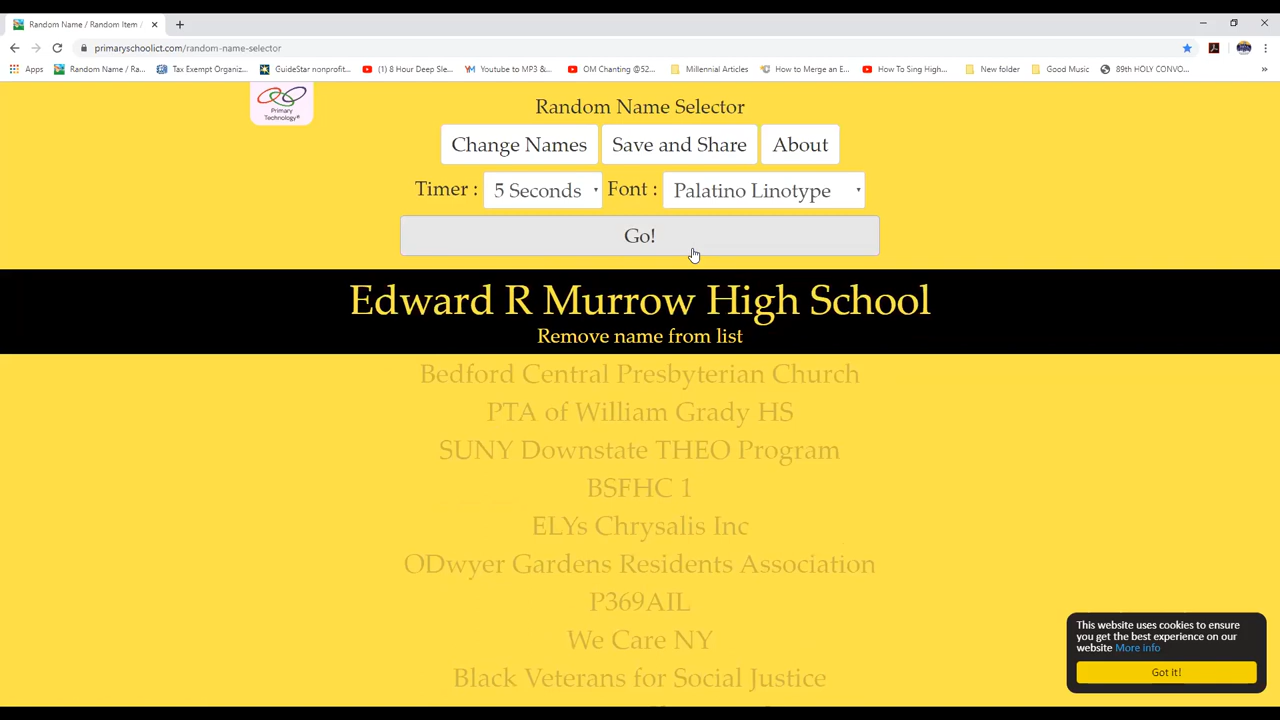 Random Name / Random Item /
primaryschoolict.com/random-name-selector
Apps
Random Name / Ra...
Tax Exempt Organiz...
GuideStar nonprofit...
(1) 8 Hour Deep Sle...
Youtube to MP3 &...
OM Chanting @52...
Millennial Articles
How to Merge an E...
How To Sing High...
New folder
Good Music
89th HOLY CONVO...
»
Primary
Technology®
Random Name Selector
Change Names
Save and Share
About
Timer :
5 Seconds
Font :
Palatino Linotype
Go!
Edward R Murrow High School
Remove name from list
Bedford Central Presbyterian Church
PTA of William Grady HS
SUNY Downstate THEO Program
BSFHC 1
ELYs Chrysalis Inc
ODwyer Gardens Residents Association
P369AIL
We Care NY
Black Veterans for Social Justice
This website uses cookies to ensure
you get the best experience on our
website More info
Got it!